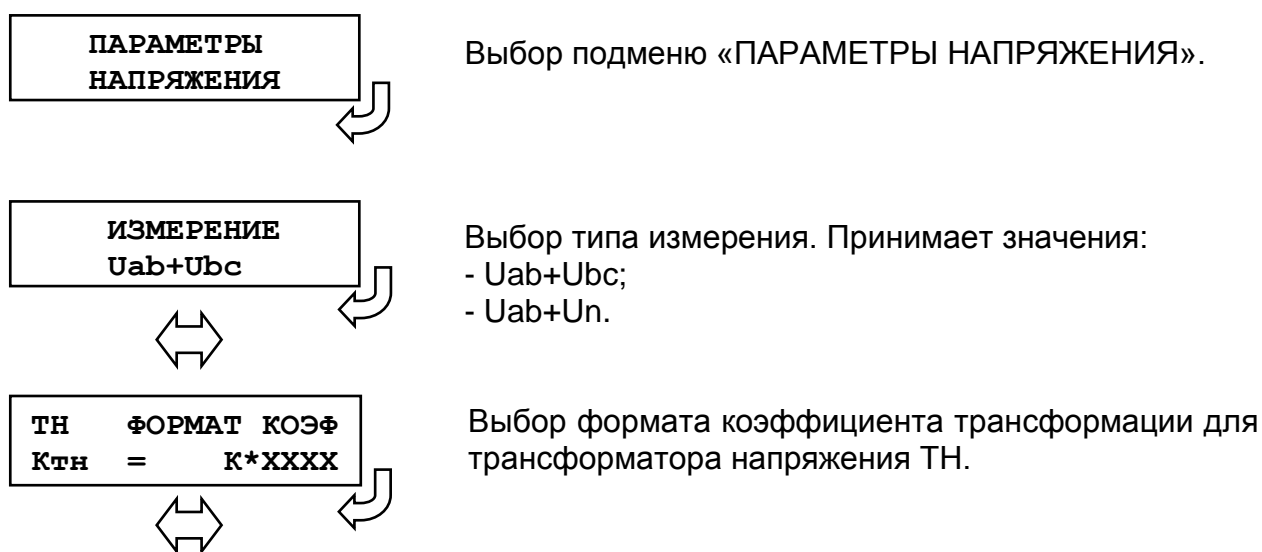 ПАРАМЕТРЫ
НАПРЯЖЕНИЯ
Выбор подменю «ПАРАМЕТРЫ НАПРЯЖЕНИЯ».
ИЗМЕРЕНИЕ
Uab+Ubc
Выбор типа измерения. Принимает значения:
- Uab+Ubc;
- Uab+Un.
ТН ФОРМАТ КОЭФ
Ктн = К*XXXX
Выбор формата коэффициента трансформации для
трансформатора напряжения ТН.